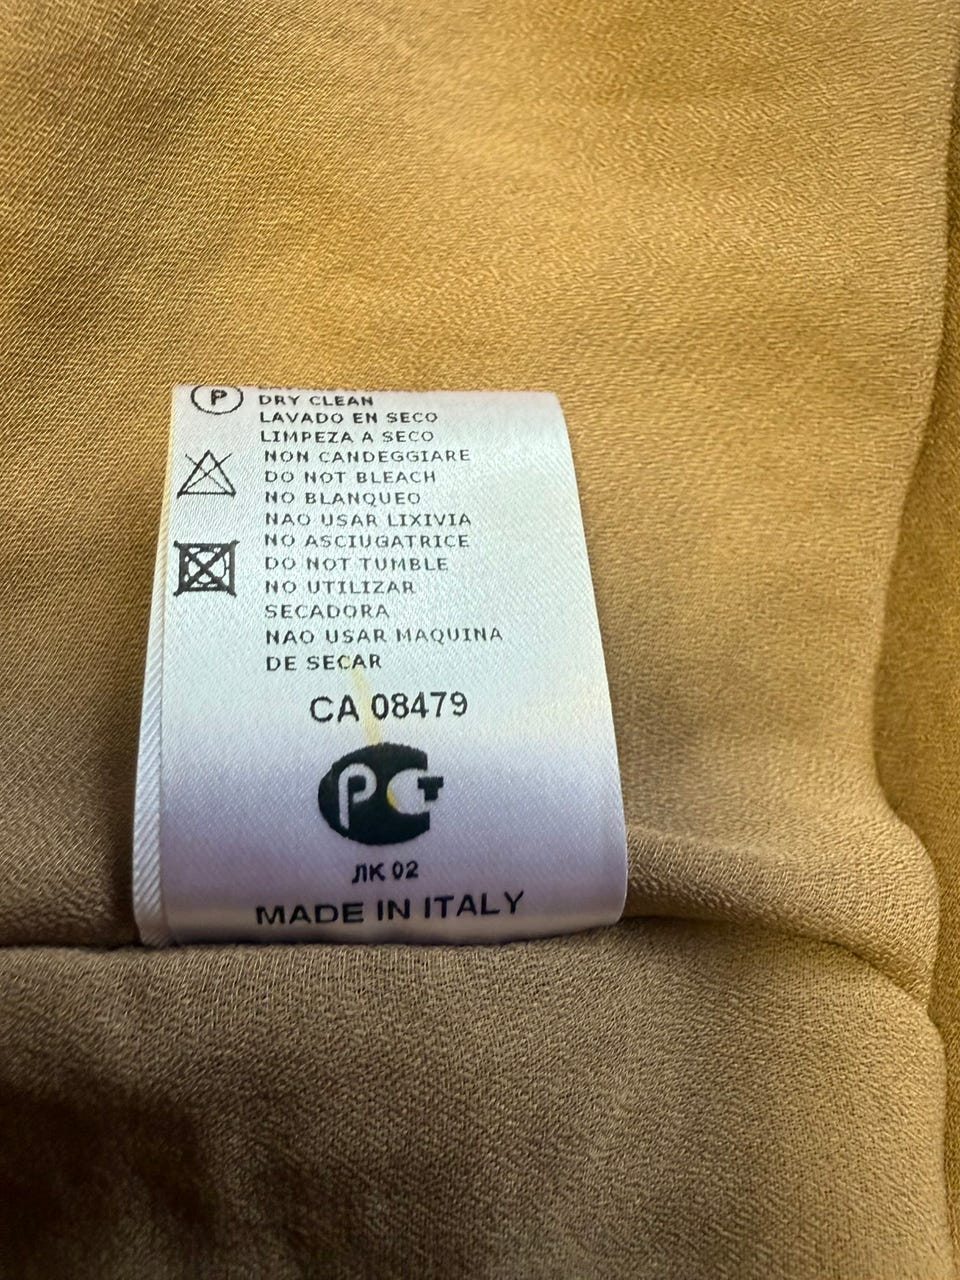 P
DRY CLEAN
LAVADO EN SECO
LIMPEZA A SECO
NON CANDEGGIARE
DO NOT BLEACH
NO BLANQUEO
NAO USAR LIXIVIA
NO ASCIUGATRICE
DO NOT TUMBLE
NO UTILIZAR
SECADORA
NAO USAR MAQUINA
DE SECAR
CA 08479
РСТ
ЛК 02
MADE IN ITALY